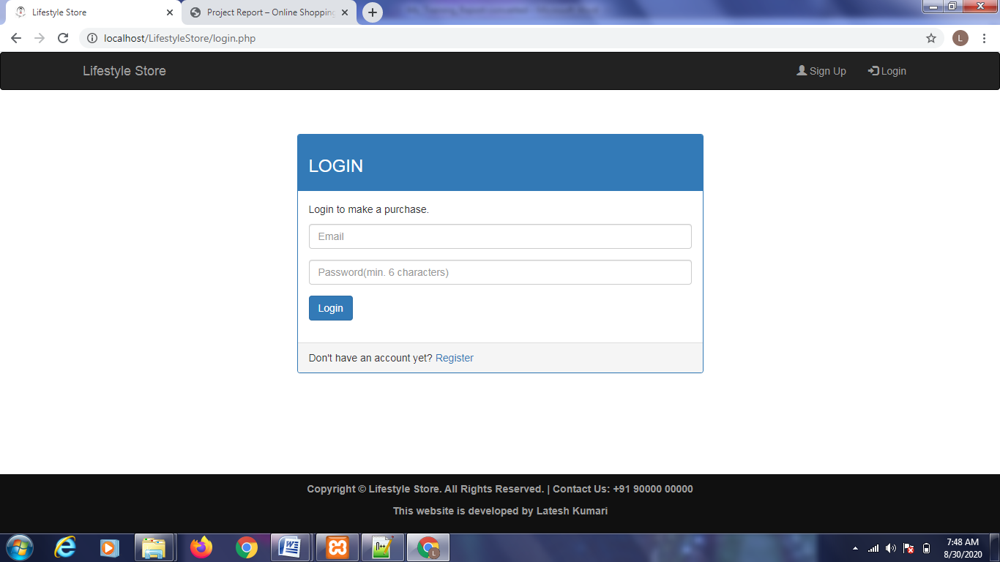 Lifestyle Store
Project Report – Online Shopping
localhost/LifestyleStore/login.php
L
Lifestyle Store
Sign Up
Login
LOGIN
Login to make a purchase.
Email
Password(min. 6 characters)
Login
Don't have an account yet? Register
Copyright © Lifestyle Store. All Rights Reserved. | Contact Us: +91 90000 00000
This website is developed by Latesh Kumari
7:48 AM
8/30/2020